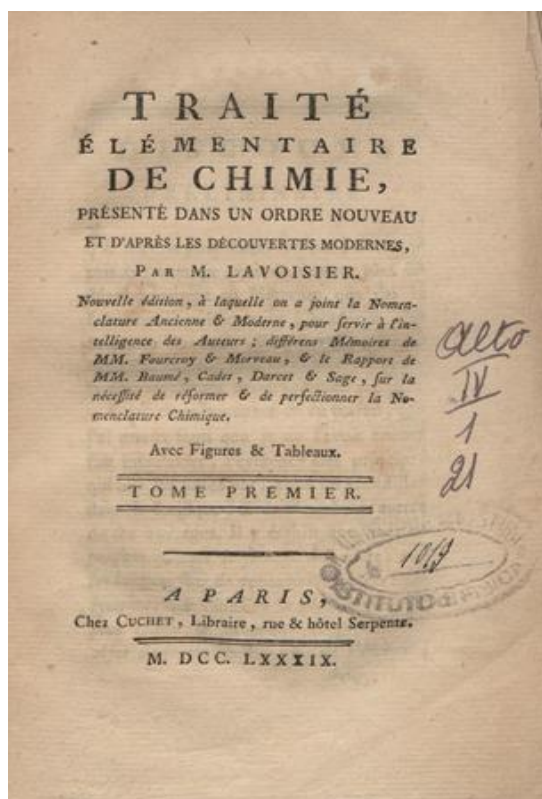 TRAITÉ
ÉLÉMENTAIRE
DE CHIMIE,
PRÉSENTÉ DANS UN ORDRE NOUVEAU
ET D'APRÈS LES DÉCOUVERTES MODERNES,
PAR M. LAVOISIER.
Nouvelle édition, à laquelle on a joint la Nomen-
clature Ancienne & Moderne, pour servir à l'in-
telligence des Auteurs; différens Mémoires de
MM. Fourcroy & Morveau, & le Rapport de
MM. Baumé, Cadet, Darcet & Sage, sur la
nécessité de réformer & de perfectionner la No-
menclature Chimique.
Avec Figures & Tableaux.
TOME PREMIER.
A PARIS,
Chez CUCHET, Libraire, rue & hôtel Serpente.
M. DCC. LXXXIX.
alto
IV
1
21
ISTITUTO